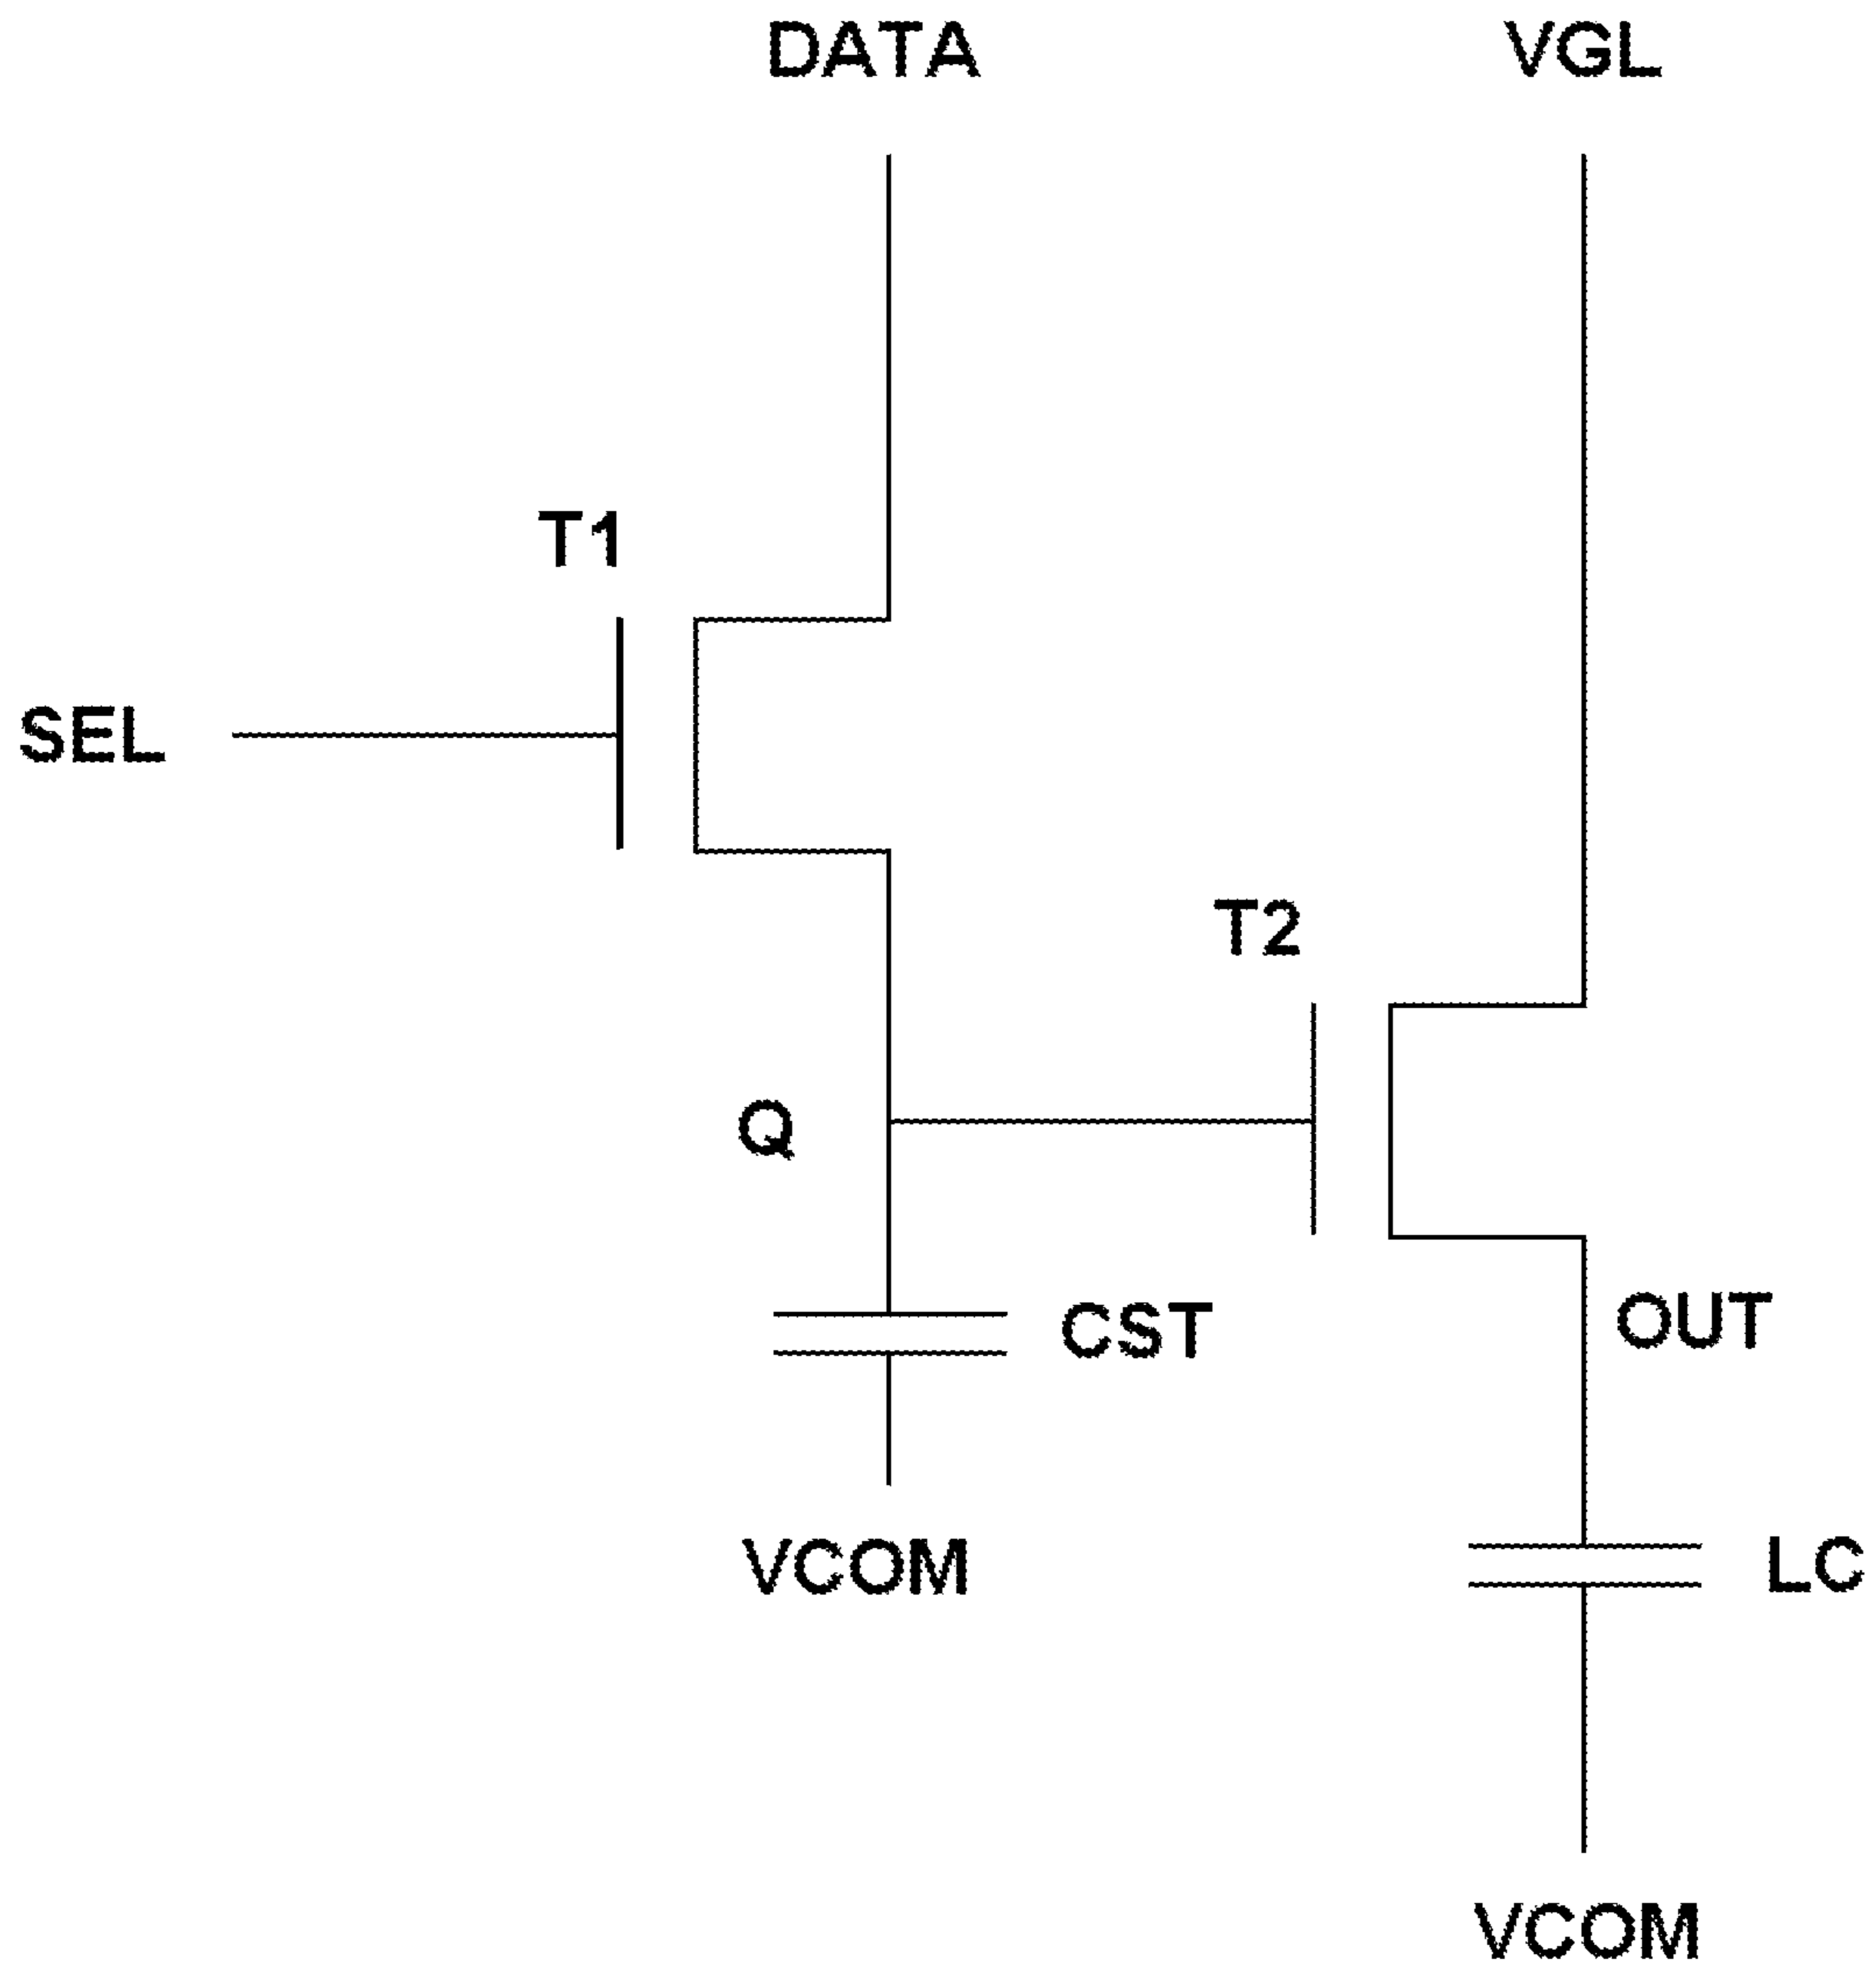 DATA
VGL
T1
SEL
T2
Q
CST
OUT
VCOM
LC
VCOM